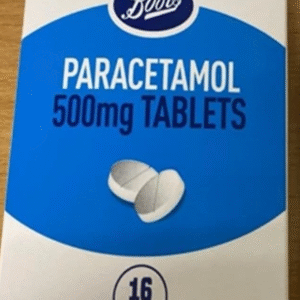 Boots
PARACETAMOL
500mg TABLETS
16